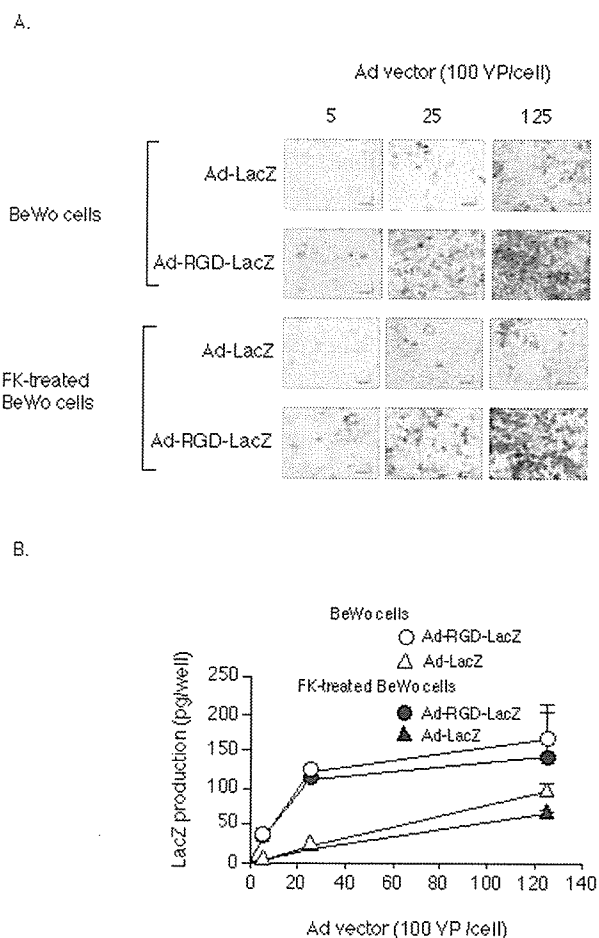 A.
Ad vector (100 VP/cell)
5 25 125
BeWo cells
Ad-LacZ
Ad-RGD-LacZ
FK-treated
BeWo cells
Ad-LacZ
Ad-RGD-LacZ
B.
BeWo cells
Ad-RGD-LacZ
Ad-LacZ
FK-treated BeWo cells
Ad-RGD-LacZ
Ad-LacZ
LacZ production (pg/well)
250
200
150
100
50
0
0 20 40 60 80 100 120 140
Ad vector (100 VP /cell)